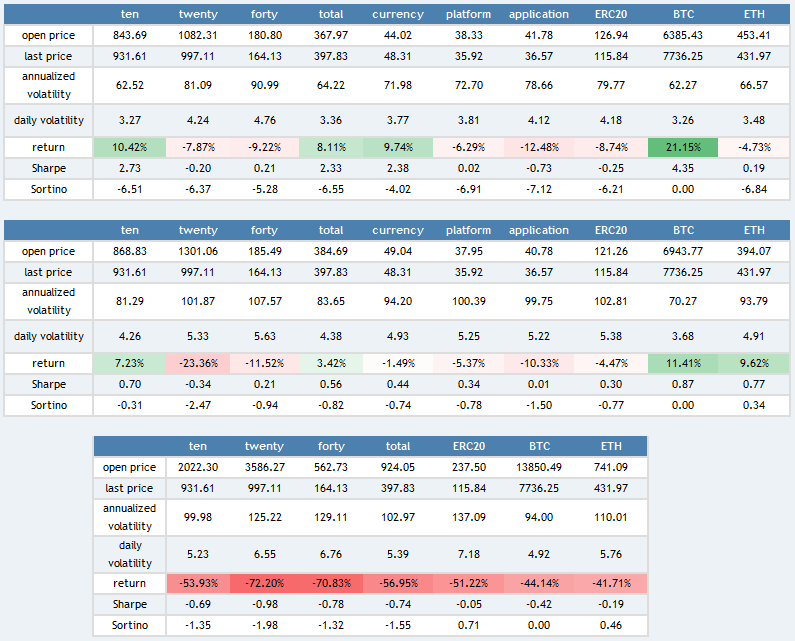 ten twenty forty total currency platform application ERC20 BTC ETH
open price 843.69 1082.31 180.80 367.97 44.02 38.33 41.78 126.94 6385.43 453.41
last price 931.61 997.11 164.13 397.83 48.31 35.92 36.57 115.84 7736.25 431.97
annualized
volatility 62.52 81.09 90.99 64.22 71.98 72.70 78.66 79.77 62.27 66.57
daily volatility 3.27 4.24 4.76 3.36 3.77 3.81 4.12 4.18 3.26 3.48
return 10.42% -7.87% -9.22% 8.11% 9.74% -6.29% -12.48% -8.74% 21.15% -4.73%
Sharpe 2.73 -0.20 0.21 2.33 2.38 0.02 -0.73 -0.25 4.35 0.19
Sortino -6.51 -6.37 -5.28 -6.55 -4.02 -6.91 -7.12 -6.21 0.00 -6.84
ten twenty forty total currency platform application ERC20 BTC ETH
open price 868.83 1301.06 185.49 384.69 49.04 37.95 40.78 121.26 6943.77 394.07
last price 931.61 997.11 164.13 397.83 48.31 35.92 36.57 115.84 7736.25 431.97
annualized
volatility 81.29 101.87 107.57 83.65 94.20 100.39 99.75 102.81 70.27 93.79
daily volatility 4.26 5.33 5.63 4.38 4.93 5.25 5.22 5.38 3.68 4.91
return 7.23% -23.36% -11.52% 3.42% -1.49% -5.37% -10.33% -4.47% 11.41% 9.62%
Sharpe 0.70 -0.34 0.21 0.56 0.44 0.34 0.01 0.30 0.87 0.77
Sortino -0.31 -2.47 -0.94 -0.82 -0.74 -0.78 -1.50 -0.77 0.00 0.34
ten twenty forty total ERC20 BTC ETH
open price 2022.30 3586.27 562.73 924.05 237.50 13850.49 741.09
last price 931.61 997.11 164.13 397.83 115.84 7736.25 431.97
annualized
volatility 99.98 125.22 129.11 102.97 137.09 94.00 110.01
daily
volatility 5.23 6.55 6.76 5.39 7.18 4.92 5.76
return -53.93% -72.20% -70.83% -56.95% -51.22% -44.14% -41.71%
Sharpe -0.69 -0.98 -0.78 -0.74 -0.05 -0.42 -0.19
Sortino -1.35 -1.98 -1.32 -1.55 0.71 0.00 0.46